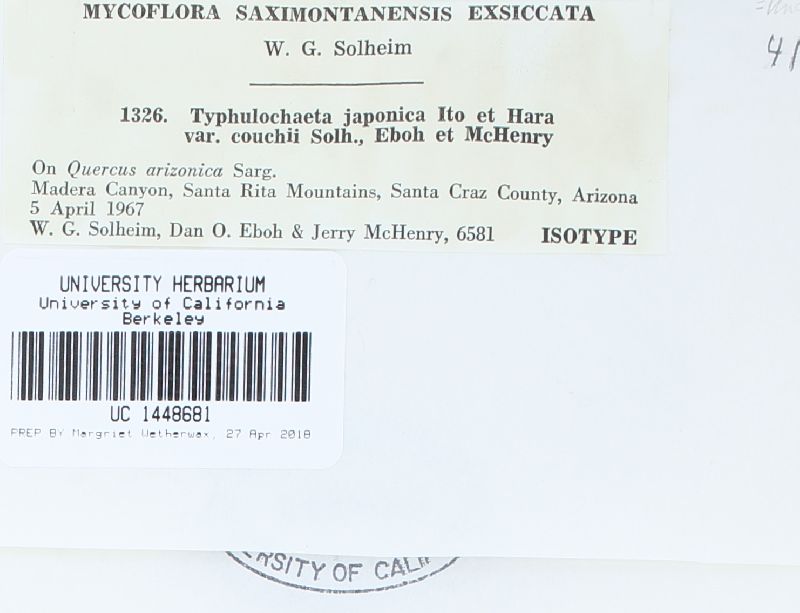 MYCOFLORA SAXIMONTANENSIS EXSICCATA
W. G. Solheim
1326. Typhulochaeta japonica Ito et Hara
var. couchii Solh., Eboh et McHenry
On Quercus arizonica Sarg.
Madera Canyon, Santa Rita Mountains, Santa Craz County, Arizona
5 April 1967
W. G. Solheim, Dan O. Eboh & Jerry McHenry, 6581 ISOTYPE
41
UNIVERSITY HERBARIUM
University of California
Berkeley
UC 1448681
PREP BY Margriet Wetherwax, 27 Apr 2018
RSITY OF CALIF